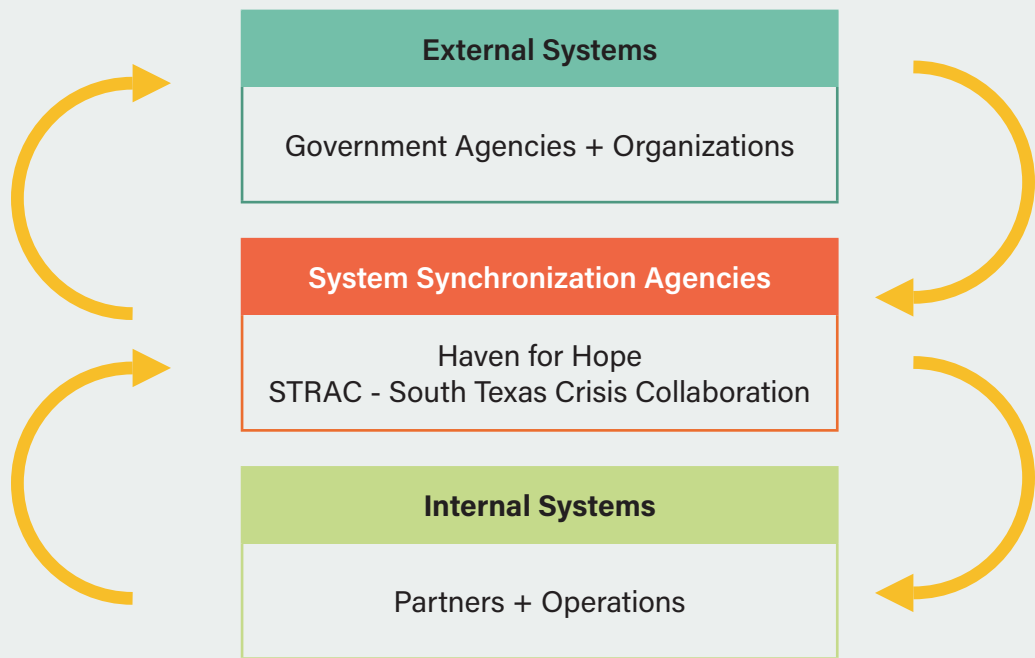 External Systems
Government Agencies + Organizations
System Synchronization Agencies
Haven for Hope
STRAC - South Texas Crisis Collaboration
Internal Systems
Partners + Operations